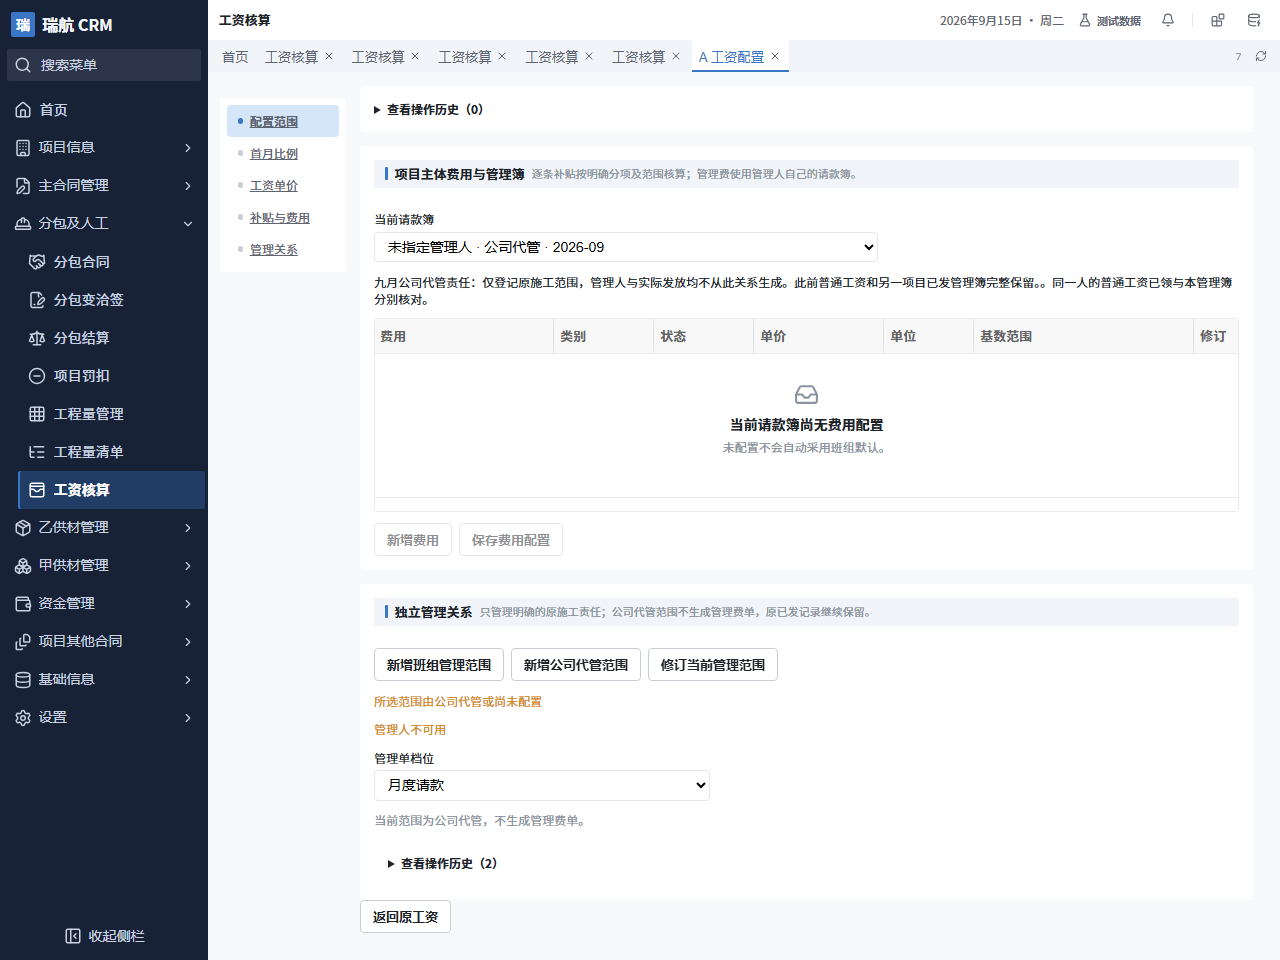 瑞 瑞航 CRM
搜索菜单
首页
项目信息
主合同管理
分包及人工
分包合同
分包变洽签
分包结算
项目罚扣
工程量管理
工程量清单
工资核算
乙供材管理
甲供材管理
资金管理
项目其他合同
基础信息
设置
收起侧栏
工资核算
2026年9月15日 · 周二 测试数据
首页 工资核算 × 工资核算 × 工资核算 × 工资核算 × 工资核算 × A 工资配置 × 7
配置范围
首月比例
工资单价
补贴与费用
管理关系
查看操作历史（0）
项目主体费用与管理簿 逐条补贴按明确分项及范围核算；管理费使用管理人自己的请款簿。
当前请款簿
未指定管理人 · 公司代管 · 2026-09
九月公司代管责任：仅登记原施工范围，管理人与实际发放均不从此关系生成。此前普通工资和另一项目已发管理簿完整保留。。同一人的普通工资已领与本管理簿
分别核对。
费用 类别 状态 单价 单位 基数范围 修订
当前请款簿尚无费用配置
未配置不会自动采用班组默认。
新增费用 保存费用配置
独立管理关系 只管理明确的原施工责任；公司代管范围不生成管理费单，原已发记录继续保留。
新增班组管理范围 新增公司代管范围 修订当前管理范围
所选范围由公司代管或尚未配置
管理人不可用
管理单档位
月度请款
当前范围为公司代管，不生成管理费单。
查看操作历史（2）
返回原工资